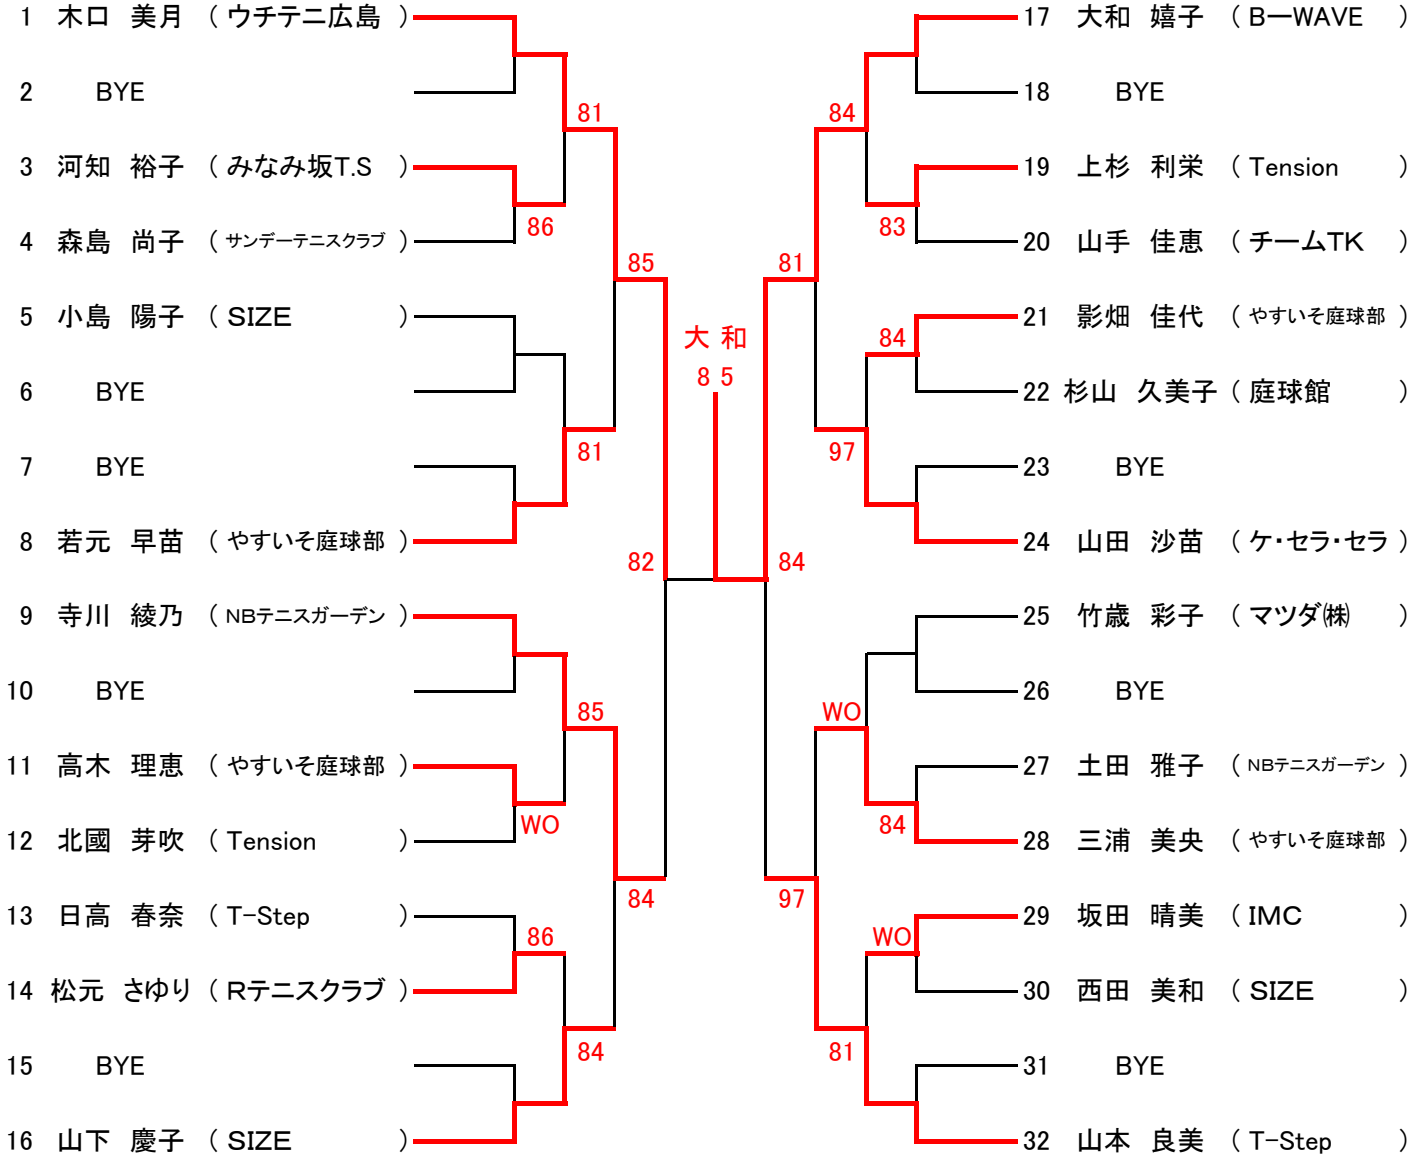 1 木口 美月 ( ウチテニ広島 )
2 BYE
81
3 河知 裕子 ( みなみ坂T.S )
86
4 森島 尚子 ( サンデーテニスクラブ )
85
5 小島 陽子 ( SIZE )
6 BYE
81
7 BYE
8 若元 早苗 ( やすいそ庭球部 )
82
9 寺川 綾乃 ( NBテニスガーデン )
10 BYE
85
11 高木 理恵 ( やすいそ庭球部 )
WO
12 北國 芽吹 ( Tension )
84
13 日高 春奈 ( T-Step )
86
14 松元 さゆり ( Rテニスクラブ )
84
15 BYE
16 山下 慶子 ( SIZE )
大 和
8 5
17 大和 嬉子 ( BーWAVE )
18 BYE
84
19 上杉 利栄 ( Tension )
83
20 山手 佳恵 ( チームTK )
81
21 影畑 佳代 ( やすいそ庭球部 )
84
22 杉山 久美子 ( 庭球館 )
97
23 BYE
24 山田 沙苗 ( ケ・セラ・セラ )
84
25 竹歳 彩子 ( マツダ㈱ )
26 BYE
WO
27 土田 雅子 ( NBテニスガーデン )
84
28 三浦 美央 ( やすいそ庭球部 )
97
29 坂田 晴美 ( IMC )
WO
30 西田 美和 ( SIZE )
81
31 BYE
32 山本 良美 ( T-Step )